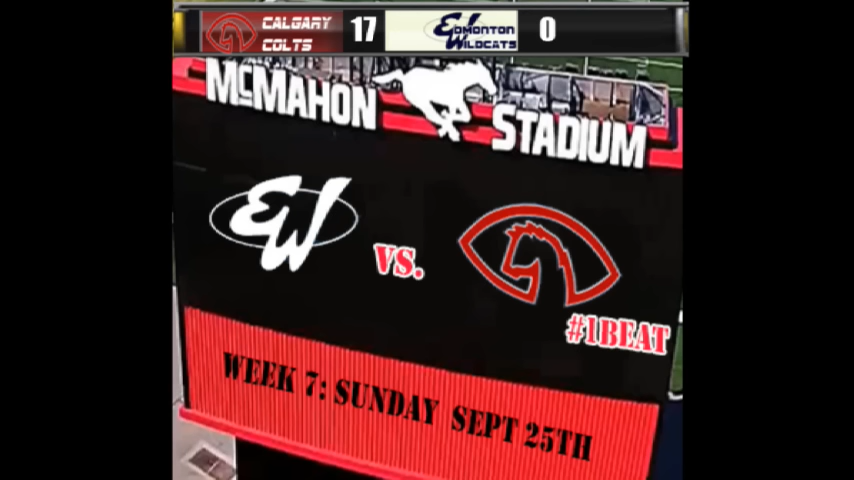 CALGARY COLTS 17 EDMONTON WILDCATS 0
McMAHON STADIUM
EW VS.
#1BEAT
WEEK 7: SUNDAY SEPT 25TH